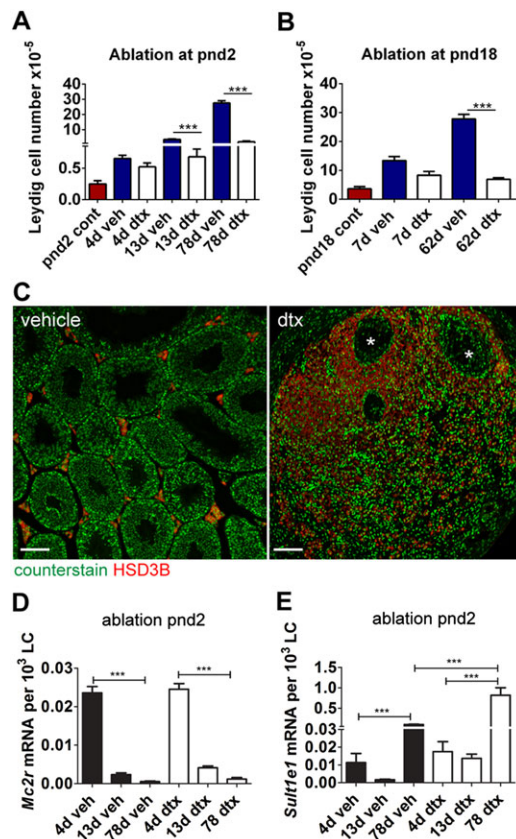 A
Ablation at pnd2
Leydig cell number x10-5
30
20
10
0.5
0.0
pnd2 cont
4d veh
4d dtx
13d veh
13d dtx
78d veh
78d dtx
***
***
B
Ablation at pnd18
Leydig cell number x10-5
40
30
20
10
0
pnd18 cont
7d veh
7d dtx
62d veh
62d dtx
***
C
vehicle
dtx
*
*
counterstain HSD3B
D
ablation pnd2
Mc2r mRNA per 10³ LC
0.03
0.02
0.01
0.00
4d veh
13d veh
78d veh
4d dtx
13d dtx
78 dtx
***
***
E
ablation pnd2
Sult1e1 mRNA per 10³ LC
1.5
1.0
0.5
0.03
0.02
0.01
0.00
4d veh
13d veh
78d veh
4d dtx
13d dtx
78 dtx
***
***
***